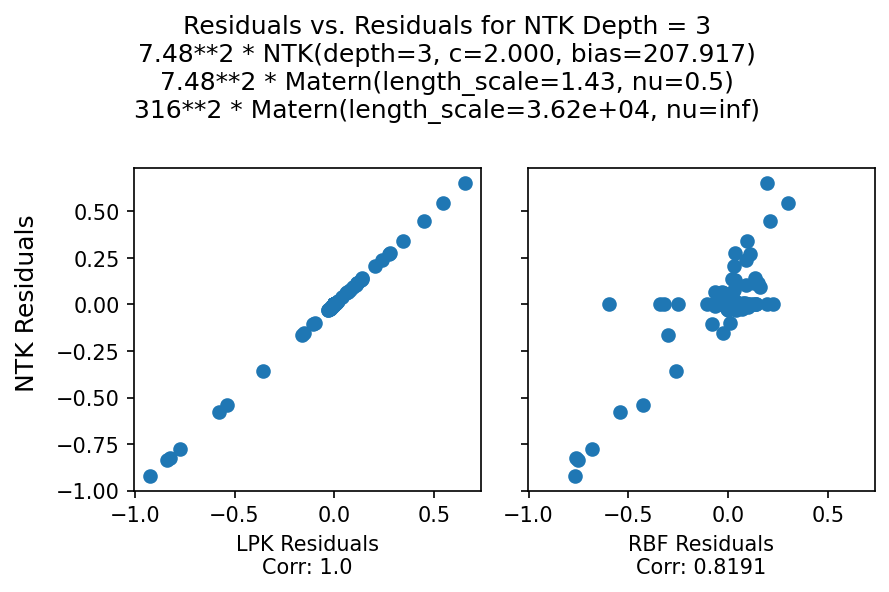 Residuals vs. Residuals for NTK Depth = 3
7.48**2 * NTK(depth=3, c=2.000, bias=207.917)
7.48**2 * Matern(length_scale=1.43, nu=0.5)
316**2 * Matern(length_scale=3.62e+04, nu=inf)
NTK Residuals
0.50
0.25
0.00
−0.25
−0.50
−0.75
−1.00
−1.0 −0.5 0.0 0.5
LPK Residuals
Corr: 1.0
−1.0 −0.5 0.0 0.5
RBF Residuals
Corr: 0.8191